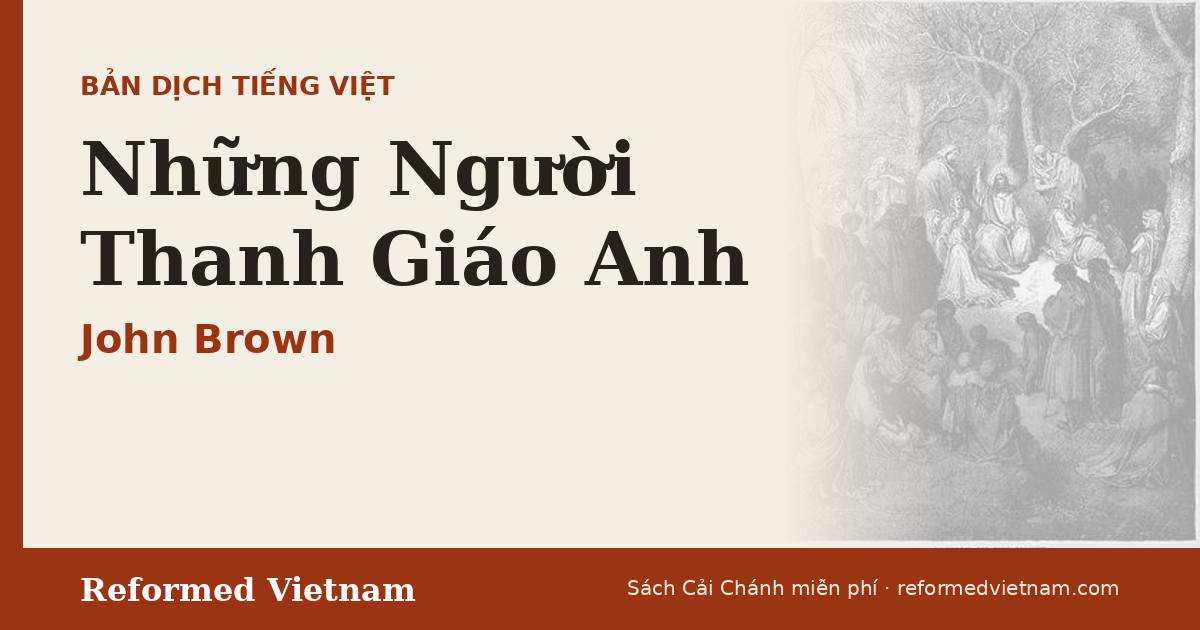 BẢN DỊCH TIẾNG VIỆT
Những Người
Thanh Giáo Anh
John Brown
Reformed Vietnam
Sách Cải Chánh miễn phí · reformedvietnam.com